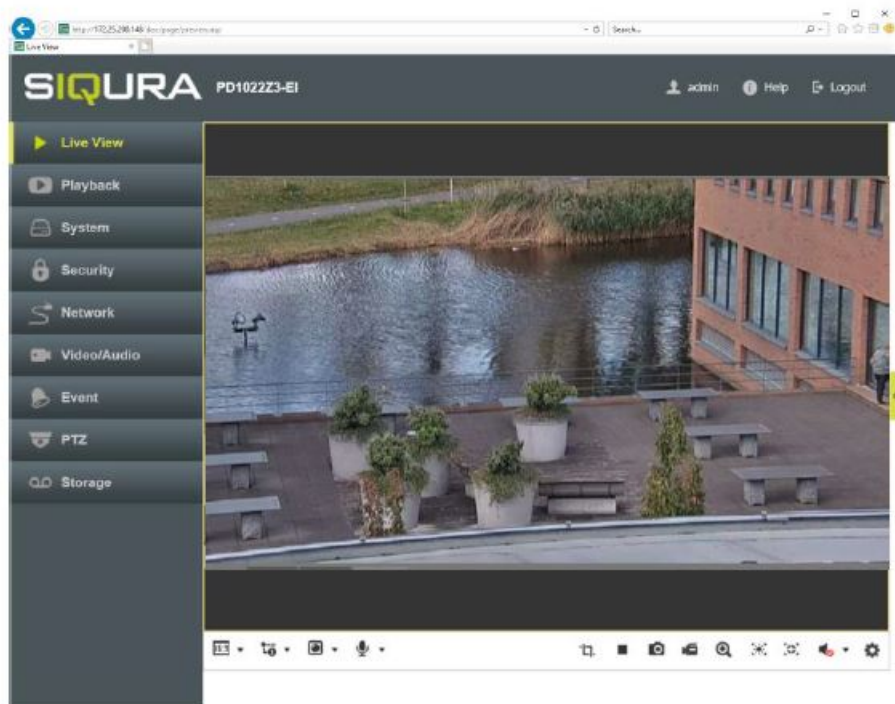 Search...
Live View
SIQURA PD1022Z3-EI admin Help Logout
Live View
Playback
System
Security
Network
Video/Audio
Event
PTZ
Storage